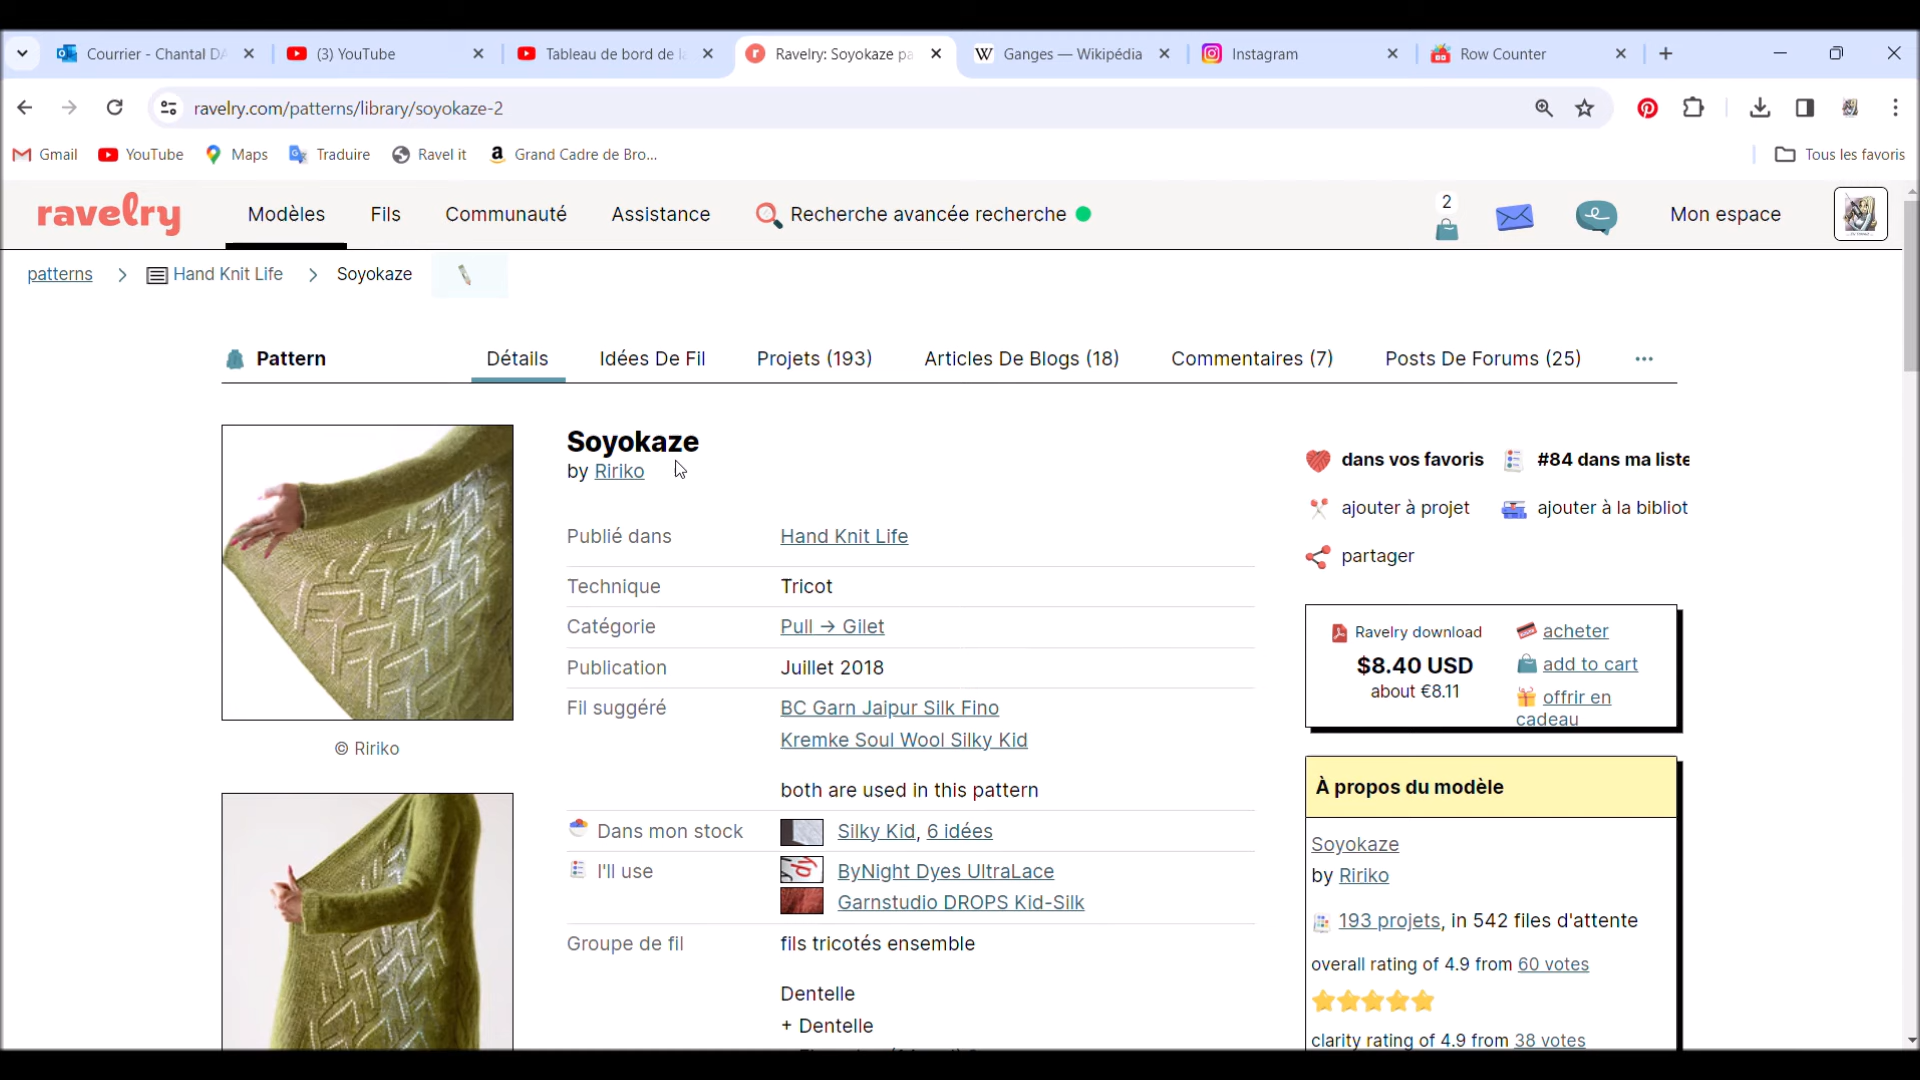 Courrier - Chantal DA
(3) YouTube
Tableau de bord de la
Ravelry: Soyokaze pa
Ganges — Wikipédia
Instagram
Row Counter
ravelry.com/patterns/library/soyokaze-2
Gmail
YouTube
Maps
Traduire
Ravel it
Grand Cadre de Bro...
Tous les favoris
ravelry
Modèles
Fils
Communauté
Assistance
Recherche avancée recherche
2
Mon espace
patterns
Hand Knit Life
Soyokaze
Pattern
Détails
Idées De Fil
Projets (193)
Articles De Blogs (18)
Commentaires (7)
Posts De Forums (25)
Soyokaze
by Ririko
Publié dans Hand Knit Life
Technique Tricot
Catégorie Pull → Gilet
Publication Juillet 2018
Fil suggéré BC Garn Jaipur Silk Fino
Kremke Soul Wool Silky Kid
both are used in this pattern
Dans mon stock Silky Kid, 6 idées
I'll use ByNight Dyes UltraLace
Garnstudio DROPS Kid-Silk
Groupe de fil fils tricotés ensemble
Dentelle
+ Dentelle
© Ririko
dans vos favoris
#84 dans ma liste
ajouter à projet
ajouter à la bibliot
partager
Ravelry download
$8.40 USD
about €8.11
acheter
add to cart
offrir en
cadeau
À propos du modèle
Soyokaze
by Ririko
193 projets, in 542 files d'attente
overall rating of 4.9 from 60 votes
clarity rating of 4.9 from 38 votes